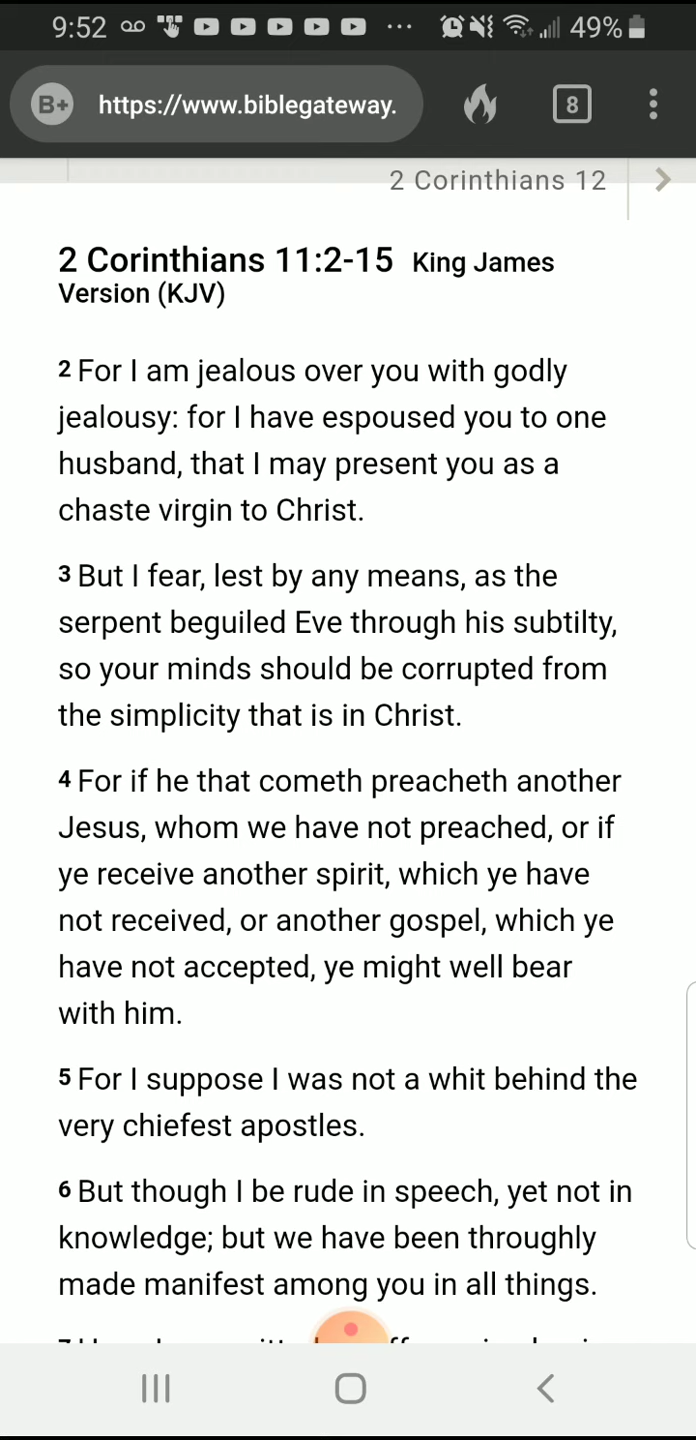 9:52 49%
B+ https://www.biblegateway. 8
2 Corinthians 12
2 Corinthians 11:2-15 King James
Version (KJV)
2 For I am jealous over you with godly
jealousy: for I have espoused you to one
husband, that I may present you as a
chaste virgin to Christ.
3 But I fear, lest by any means, as the
serpent beguiled Eve through his subtilty,
so your minds should be corrupted from
the simplicity that is in Christ.
4 For if he that cometh preacheth another
Jesus, whom we have not preached, or if
ye receive another spirit, which ye have
not received, or another gospel, which ye
have not accepted, ye might well bear
with him.
5 For I suppose I was not a whit behind the
very chiefest apostles.
6 But though I be rude in speech, yet not in
knowledge; but we have been throughly
made manifest among you in all things.